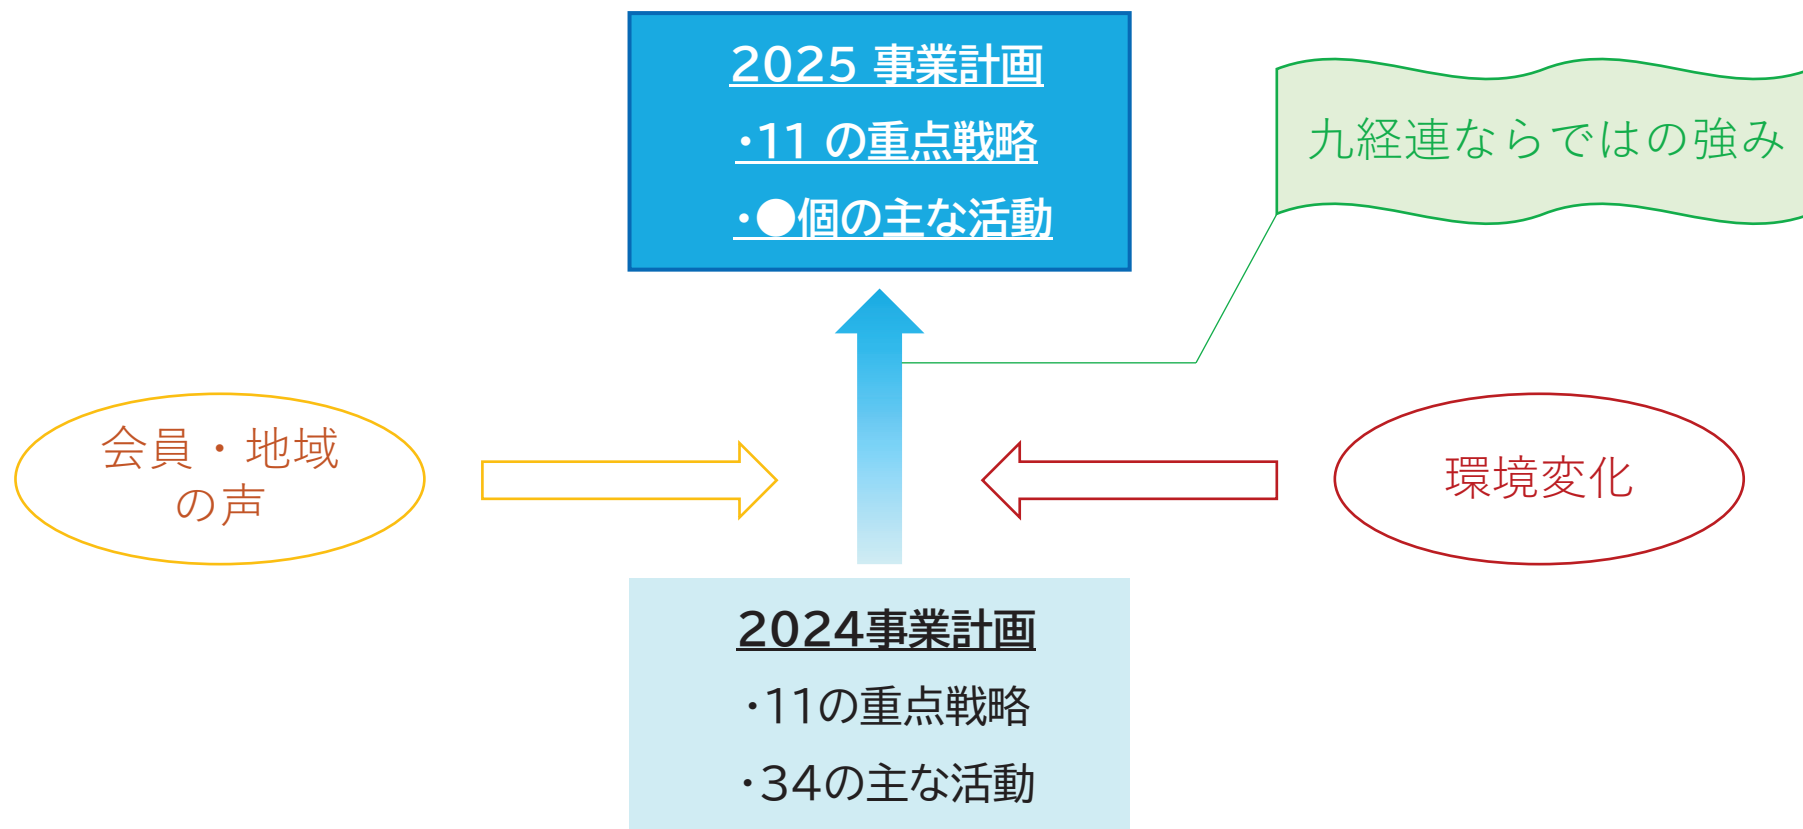 2025 事業計画
・11 の重点戦略
・●個の主な活動
九経連ならではの強み
会員・地域
の声
環境変化
2024事業計画
・11の重点戦略
・34の主な活動